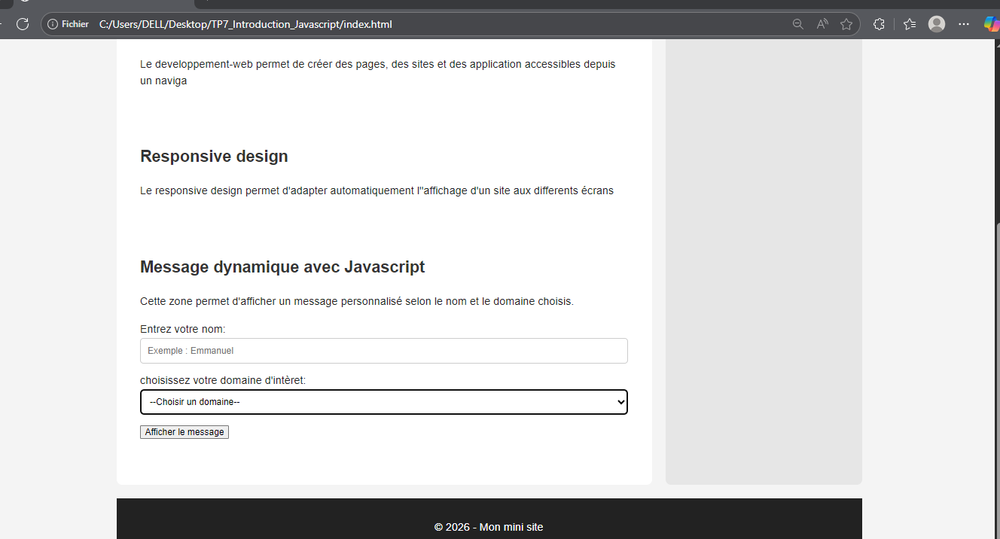 Fichier C:/Users/DELL/Desktop/TP7_Introduction_Javascript/index.html
Le developpement-web permet de créer des pages, des sites et des application accessibles depuis
un naviga
Responsive design
Le responsive design permet d'adapter automatiquement l''affichage d'un site aux differents écrans
Message dynamique avec Javascript
Cette zone permet d'afficher un message personnalisé selon le nom et le domaine choisis.
Entrez votre nom:
Exemple : Emmanuel
choisissez votre domaine d'intèret:
--Choisir un domaine--
Afficher le message
© 2026 - Mon mini site